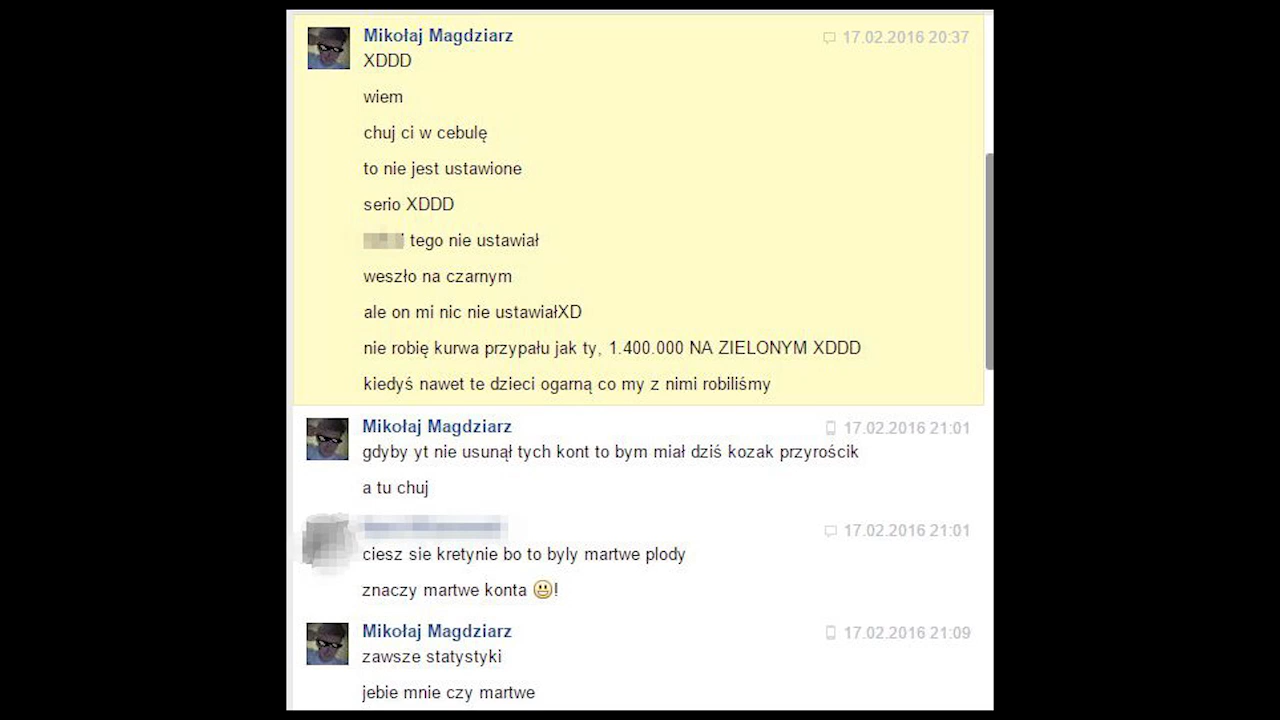 Mikołaj Magdziarz
17.02.2016 20:37
XDDD
wiem
chuj ci w cebulę
to nie jest ustawione
serio XDDD
tego nie ustawiał
weszło na czarnym
ale on mi nic nie ustawiałXD
nie robię kurwa przypału jak ty, 1.400.000 NA ZIELONYM XDDD
kiedyś nawet te dzieci ogarną co my z nimi robiliśmy
Mikołaj Magdziarz
17.02.2016 21:01
gdyby yt nie usunął tych kont to bym miał dziś kozak przyrościk
a tu chuj
17.02.2016 21:01
ciesz sie kretynie bo to byly martwe plody
znaczy martwe konta 😃!
Mikołaj Magdziarz
17.02.2016 21:09
zawsze statystyki
jebie mnie czy martwe